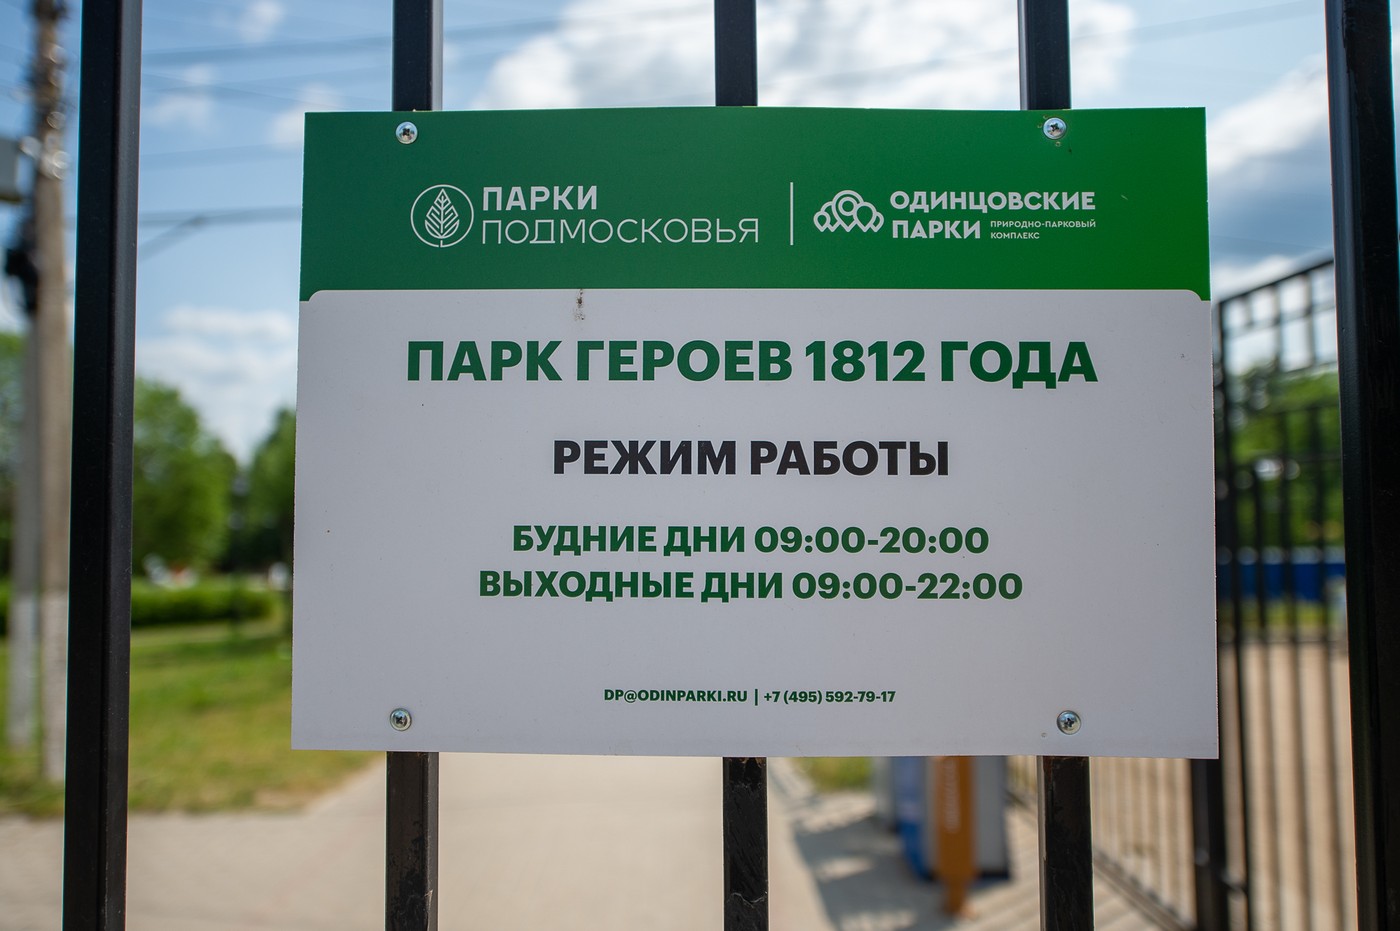 ПАРКИ
ПОДМОСКОВЬЯ
ОДИНЦОВСКИЕ
ПАРКИ ПРИРОДНО-ПАРКОВЫЙ
КОМПЛЕКС
ПАРК ГЕРОЕВ 1812 ГОДА
РЕЖИМ РАБОТЫ
БУДНИЕ ДНИ 09:00-20:00
ВЫХОДНЫЕ ДНИ 09:00-22:00
DP@ODINPARKI.RU | +7 (495) 592-79-17